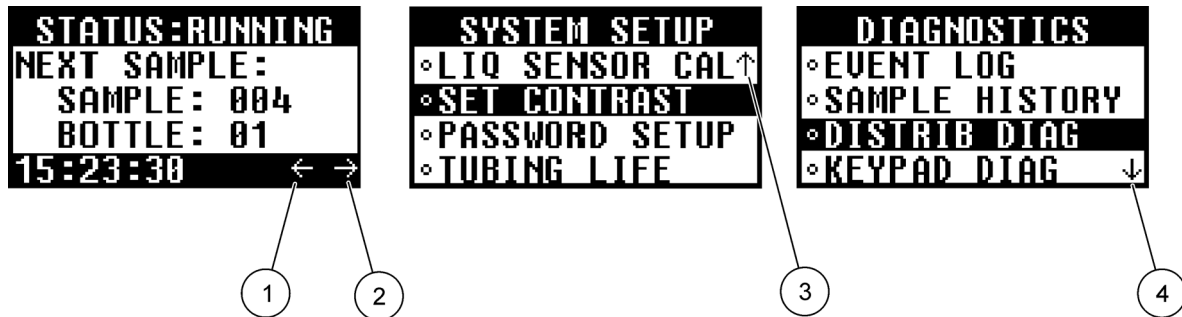 STATUS:RUNNING
NEXT SAMPLE:
SAMPLE: 004
BOTTLE: 01
15:23:30 ← →
SYSTEM SETUP
◦LIQ SENSOR CAL↑
◦SET CONTRAST
◦PASSWORD SETUP
◦TUBING LIFE
DIAGNOSTICS
◦EVENT LOG
◦SAMPLE HISTORY
◦DISTRIB DIAG
◦KEYPAD DIAG ↓
1
2
3
4